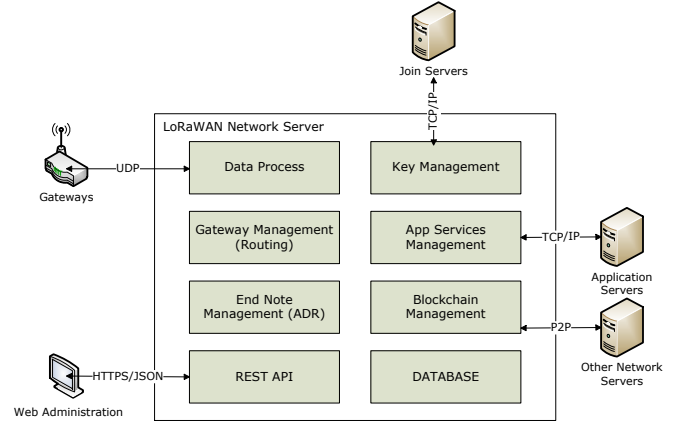 Join Servers
TCP/IP
LoRaWAN Network Server
Data Process
Key Management
UDP
Gateways
Gateway Management
(Routing)
App Services
Management
TCP/IP
Application
Servers
End Note
Management (ADR)
Blockchain
Management
P2P
Other Network
Servers
HTTPS/JSON
REST API
DATABASE
Web Administration